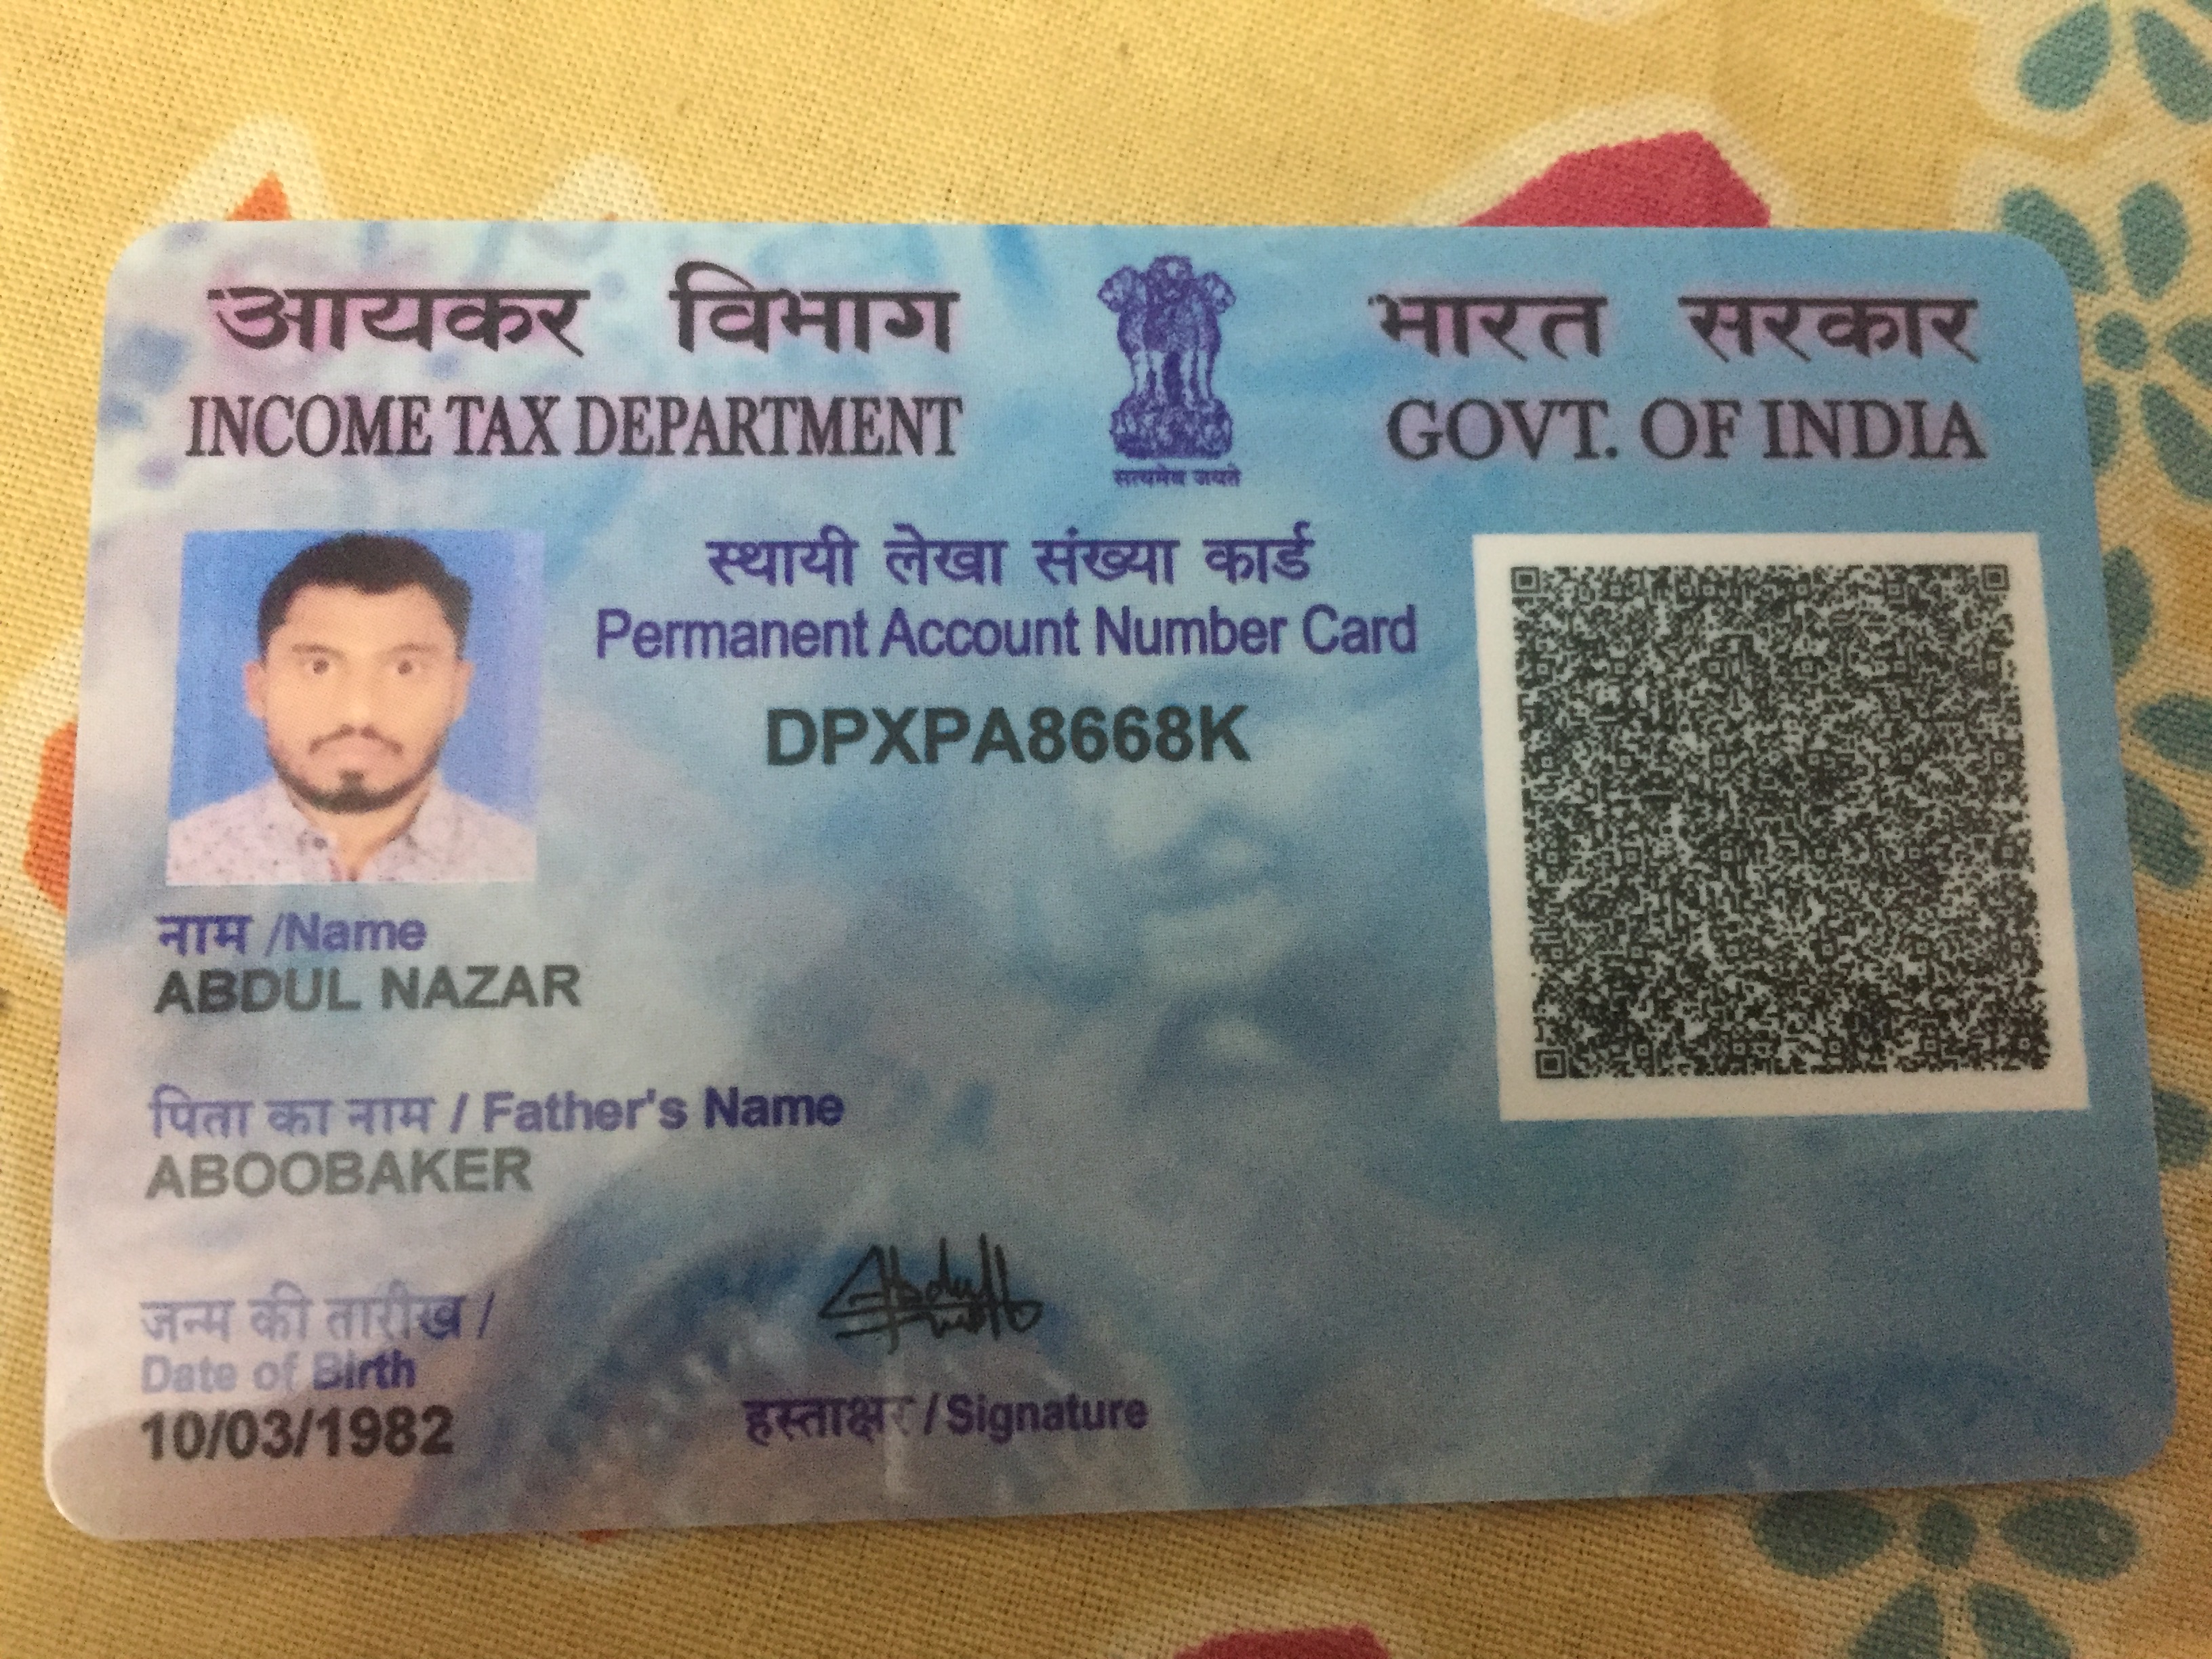 आयकर विभाग
INCOME TAX DEPARTMENT
सत्यमेव जयते
भारत सरकार
GOVT. OF INDIA
स्थायी लेखा संख्या कार्ड
Permanent Account Number Card
DPXPA8668K
नाम /Name
ABDUL NAZAR
पिता का नाम / Father's Name
ABOOBAKER
जन्म की तारीख /
Date of Birth
10/03/1982
हस्ताक्षर / Signature